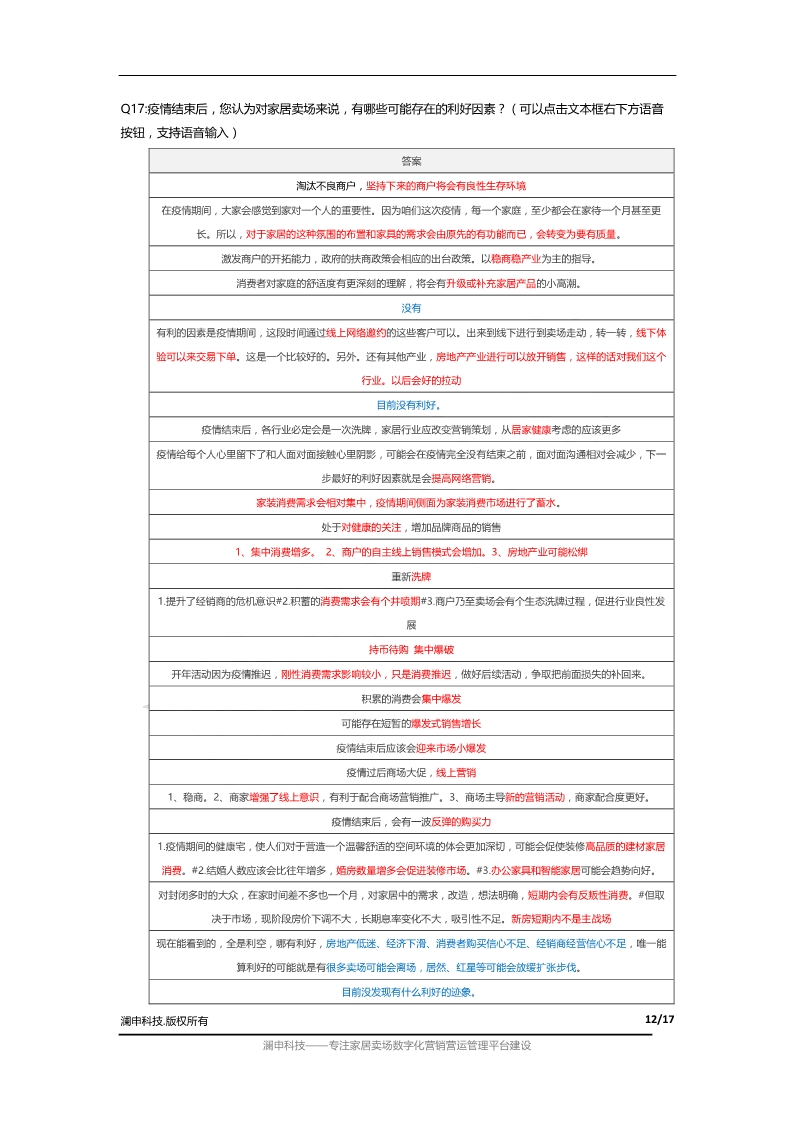 Q17:疫情结束后，您认为对家居卖场来说，有哪些可能存在的利好因素？（可以点击文本框右下方语音
按钮，支持语音输入）
答案
淘汰不良商户，坚持下来的商户将会有良性生存环境
在疫情期间，大家会感觉到家对一个人的重要性。因为咱们这次疫情，每一个家庭，至少都会在家待一个月甚至更
长。所以，对于家居的这种氛围的布置和家具的需求会由原先的有功能而已，会转变为要有质量。
激发商户的开拓能力，政府的扶商政策会相应的出台政策。以稳商稳产业为主的指导。
消费者对家庭的舒适度有更深刻的理解，将会有升级或补充家居产品的小高潮。
没有
有利的因素是疫情期间，这段时间通过线上网络邀约的这些客户可以。出来到线下进行到卖场走动，转一转，线下体
验可以来交易下单。这是一个比较好的。另外。还有其他产业，房地产产业进行可以放开销售，这样的话对我们这个
行业。以后会好的拉动
目前没有利好。
疫情结束后，各行业必定会是一次洗牌，家居行业应改变营销策划，从居家健康考虑的应该更多
疫情给每个人心里留下了和人面对面接触心里阴影，可能会在疫情完全没有结束之前，面对面沟通相对会减少，下一
步最好的利好因素就是会提高网络营销。
家装消费需求会相对集中，疫情期间侧面为家装消费市场进行了蓄水。
处于对健康的关注，增加品牌商品的销售
1、集中消费增多。 2、商户的自主线上销售模式会增加。3、房地产业可能松绑
重新洗牌
1.提升了经销商的危机意识#2.积蓄的消费需求会有个井喷期#3.商户乃至卖场会有个生态洗牌过程，促进行业良性发
展
持币待购 集中爆破
开年活动因为疫情推迟，刚性消费需求影响较小，只是消费推迟，做好后续活动，争取把前面损失的补回来。
积累的消费会集中爆发
可能存在短暂的爆发式销售增长
疫情结束后应该会迎来市场小爆发
疫情过后商场大促，线上营销
1、稳商。2、商家增强了线上意识，有利于配合商场营销推广。3、商场主导新的营销活动，商家配合度更好。
疫情结束后，会有一波反弹的购买力
1.疫情期间的健康宅，使人们对于营造一个温馨舒适的空间环境的体会更加深切，可能会促使装修高品质的建材家居
消费。#2.结婚人数应该会比往年增多，婚房数量增多会促进装修市场。#3.办公家具和智能家居可能会趋势向好。
对封闭多时的大众，在家时间差不多也一个月，对家居中的需求，改造，想法明确，短期内会有反叛性消费。#但取
决于市场，现阶段房价下调不大，长期息率变化不大，吸引性不足。新房短期内不是主战场
现在能看到的，全是利空，哪有利好，房地产低迷、经济下滑、消费者购买信心不足、经销商经营信心不足，唯一能
算利好的可能就是有很多卖场可能会离场，居然、红星等可能会放缓扩张步伐。
目前没发现有什么利好的迹象。
澜申科技.版权所有
12/17
澜申科技——专注家居卖场数字化营销营运管理平台建设